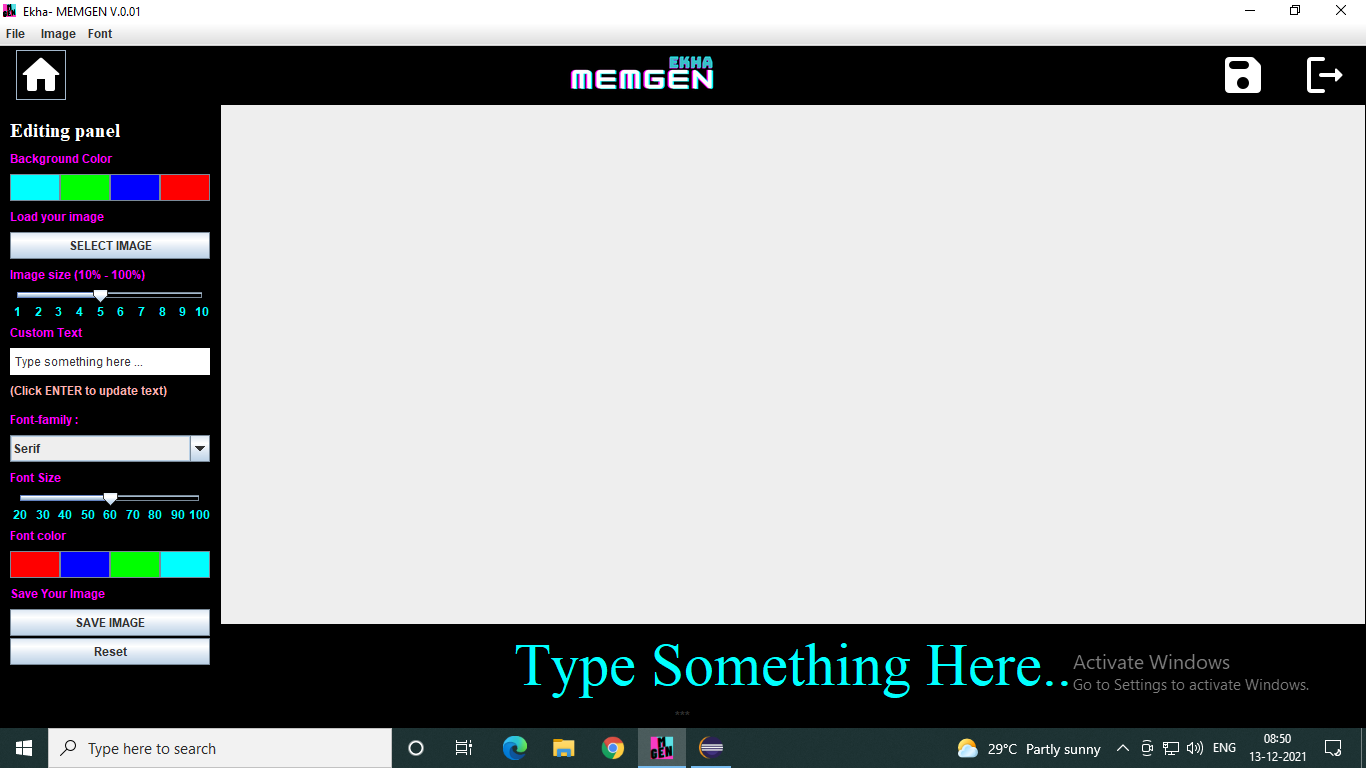 Ekha- MEMGEN V.0.01
File Image Font
EKHA
MEMGEN
Editing panel
Background Color
Load your image
SELECT IMAGE
Image size (10% - 100%)
1 2 3 4 5 6 7 8 9 10
Custom Text
Type something here ...
(Click ENTER to update text)
Font-family :
Serif
Font Size
20 30 40 50 60 70 80 90 100
Font color
Save Your Image
SAVE IMAGE
Reset
Type Something Here..
Activate Windows
Go to Settings to activate Windows.
***
Type here to search
M
GEN
29°C Partly sunny
ENG
08:50
13-12-2021